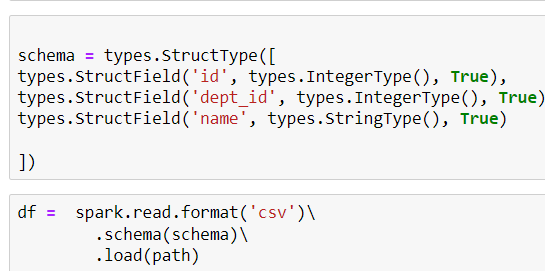 schema = types.StructType([
types.StructField('id', types.IntegerType(), True),
types.StructField('dept_id', types.IntegerType(), True)
types.StructField('name', types.StringType(), True)
])
df =  spark.read.format('csv')\
.schema(schema)\
.load(path)